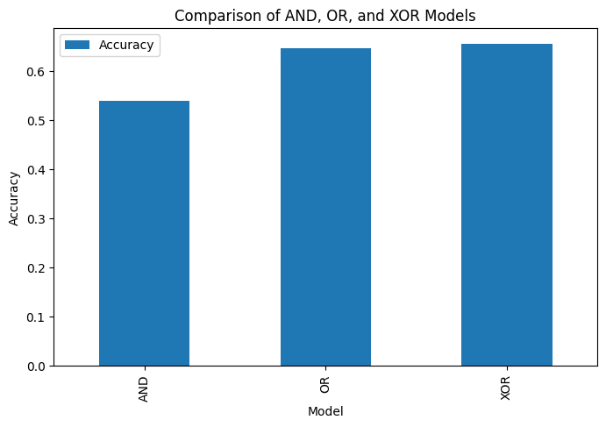 Comparison of AND, OR, and XOR Models
Accuracy
Accuracy
0.6
0.5
0.4
0.3
0.2
0.1
0.0
AND
OR
XOR
Model